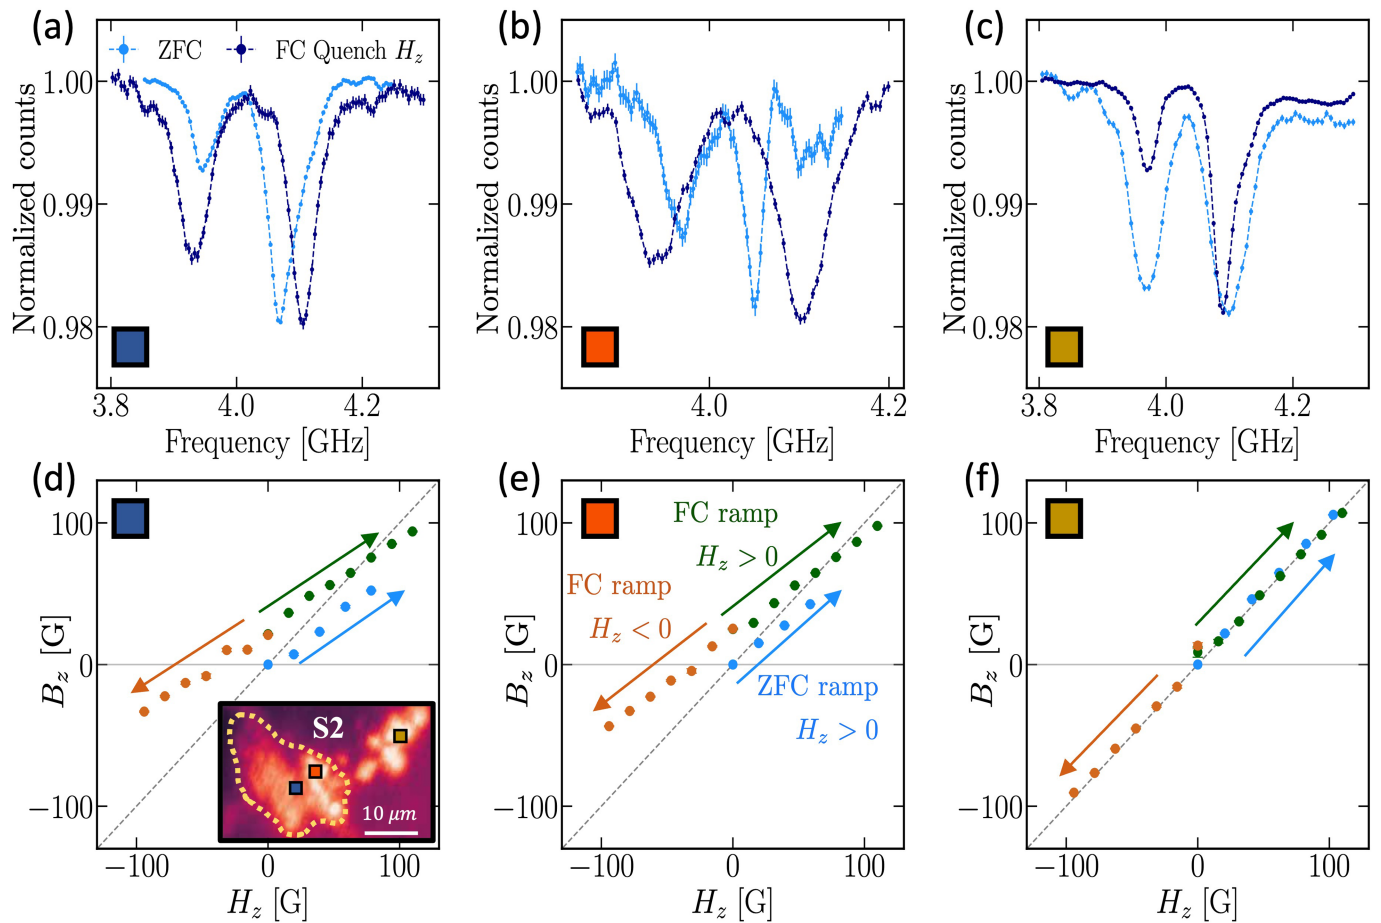 (a)
ZFC
FC Quench H_z
1.00
0.99
0.98
Normalized counts
3.8
4.0
4.2
Frequency [GHz]
(b)
1.00
0.99
0.98
Normalized counts
4.0
4.2
Frequency [GHz]
(c)
1.00
0.99
0.98
Normalized counts
3.8
4.0
4.2
Frequency [GHz]
(d)
100
0
−100
B_z [G]
S2
10 μm
−100
0
100
H_z [G]
(e)
FC ramp
H_z > 0
FC ramp
H_z < 0
ZFC ramp
H_z > 0
100
0
−100
B_z [G]
−100
0
100
H_z [G]
(f)
100
0
−100
B_z [G]
−100
0
100
H_z [G]